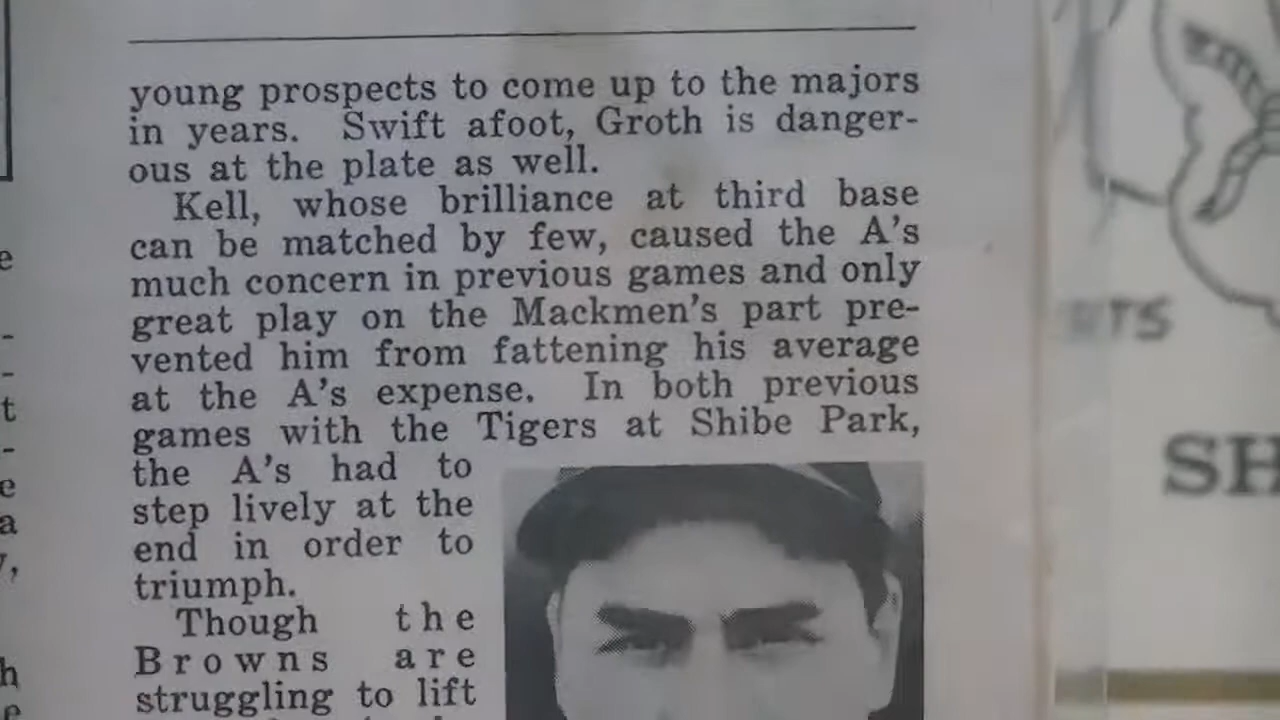 young prospects to come up to the majors
in years. Swift afoot, Groth is danger-
ous at the plate as well.
Kell, whose brilliance at third base
can be matched by few, caused the A's
much concern in previous games and only
great play on the Mackmen's part pre-
vented him from fattening his average
at the A's expense. In both previous
games with the Tigers at Shibe Park,
the A's had to
step lively at the
end in order to
triumph.
Though the
Browns are
struggling to lift
SH